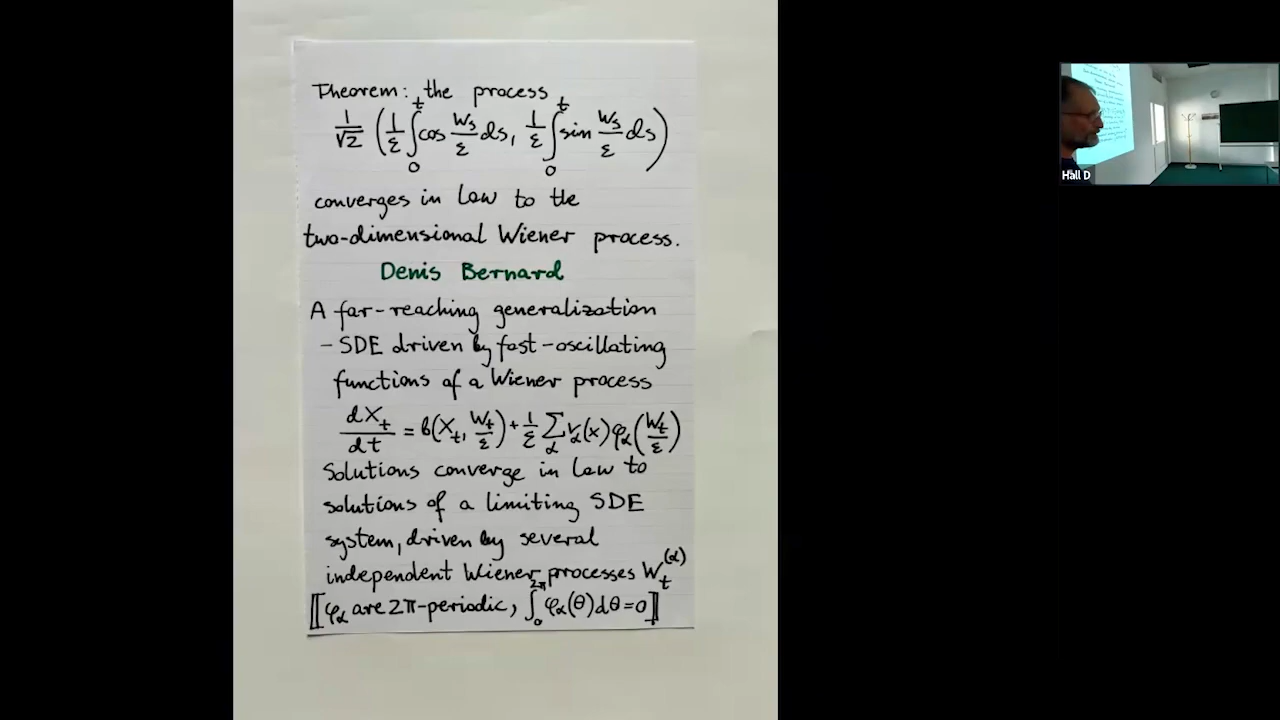 Theorem: the process
1/√2 (1/ε ∫₀ᵗ cos W_s/ε ds, 1/ε ∫₀ᵗ sin W_s/ε ds)
converges in law to the
two-dimensional Wiener process.
Denis Bernard
A far-reaching generalization
- SDE driven by fast-oscillating
functions of a Wiener process
dX_t/dt = b(X_t, W_t/ε) + 1/ε ∑_α V_α(x) φ_α(W_t/ε)
Solutions converge in law to
solutions of a limiting SDE
system, driven by several
independent Wiener processes W_t^(α)
⟦φ_α are 2π-periodic, ∫₀^2π φ_α(θ)dθ=0⟧
Hall D